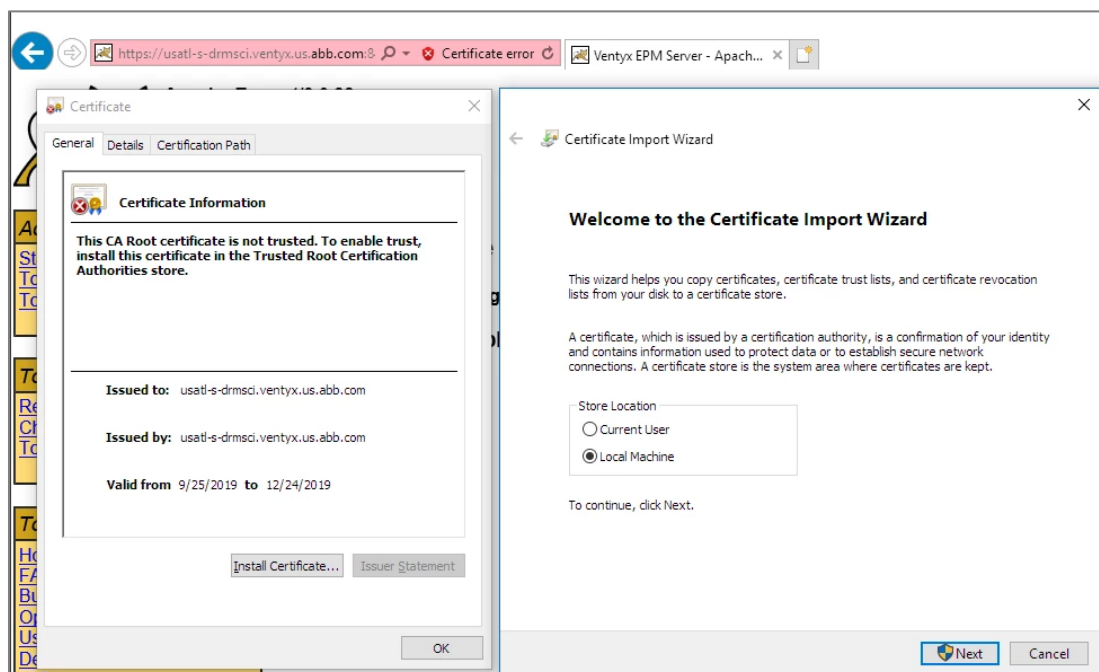 https://usatl-s-drmsci.ventyx.us.abb.com:8
Certificate error
Ventyx EPM Server - Apach...
Certificate
General
Details
Certification Path
Certificate Information
This CA Root certificate is not trusted. To enable trust,
install this certificate in the Trusted Root Certification
Authorities store.
Issued to: usatl-s-drmsci.ventyx.us.abb.com
Issued by: usatl-s-drmsci.ventyx.us.abb.com
Valid from 9/25/2019 to 12/24/2019
Install Certificate...
Issuer Statement
OK
Certificate Import Wizard
Welcome to the Certificate Import Wizard
This wizard helps you copy certificates, certificate trust lists, and certificate revocation
lists from your disk to a certificate store.
A certificate, which is issued by a certification authority, is a confirmation of your identity
and contains information used to protect data or to establish secure network
connections. A certificate store is the system area where certificates are kept.
Store Location
Current User
Local Machine
To continue, click Next.
Next
Cancel